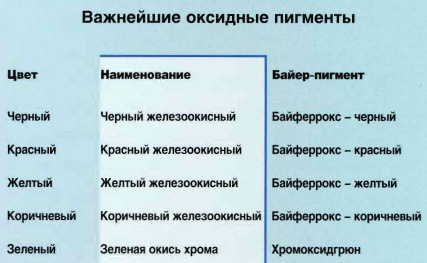 Важнейшие оксидные пигменты
Цвет Наименование Байер-пигмент
Черный Черный железоокисный Байферрокс – черный
Красный Красный железоокисный Байферрокс – красный
Желтый Желтый железоокисный Байферрокс – желтый
Коричневый Коричневый железоокисный Байферрокс – коричневый
Зеленый Зеленая окись хрома Хромоксидгрюн